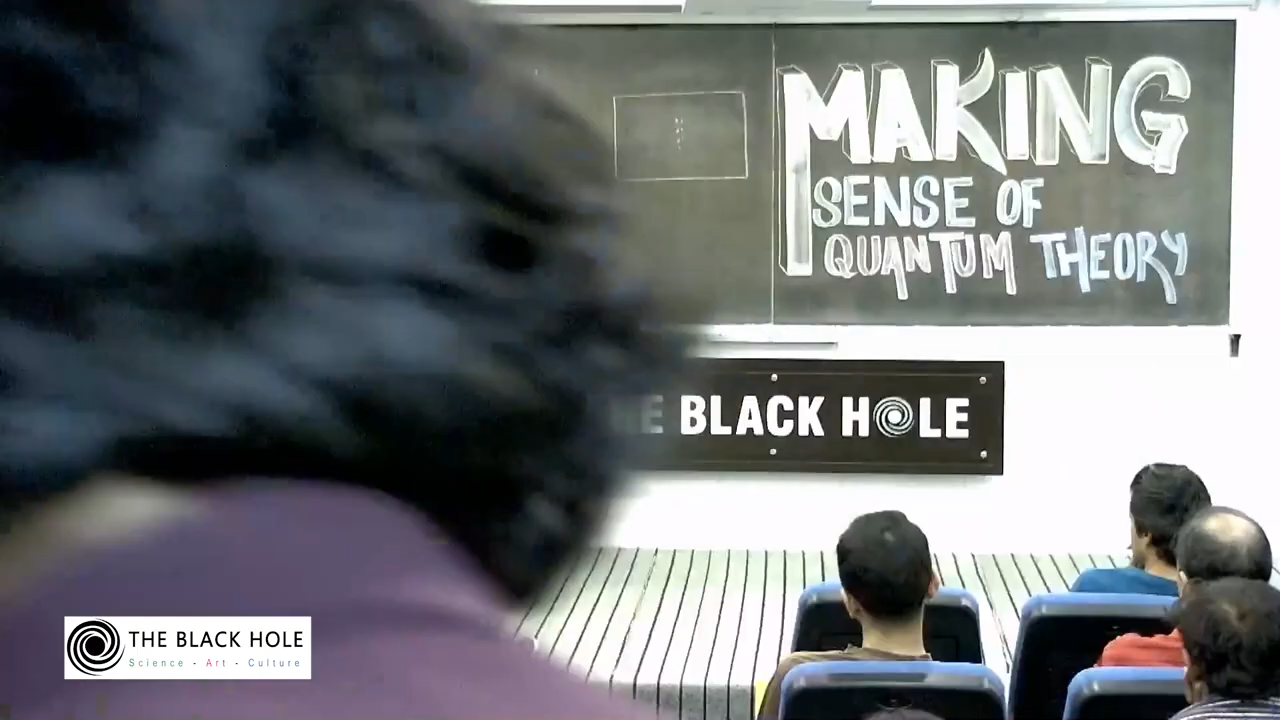 MAKING
SENSE OF
QUANTUM THEORY
BLACK HOLE
THE BLACK HOLE
Science - Art - Culture